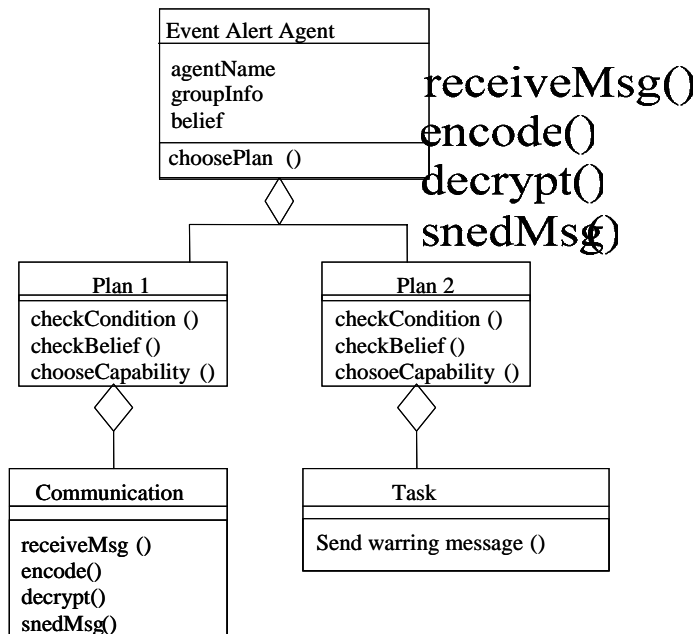 Event Alert Agent
agentName
groupInfo
belief
choosePlan ()
receiveMsg()
encode()
decrypt()
snedMsg()
Plan 1
checkCondition ()
checkBelief ()
chooseCapability ()
Plan 2
checkCondition ()
checkBelief ()
chosoeCapability ()
Communication
receiveMsg ()
encode()
decrypt()
snedMsg()
Task
Send warring message ()